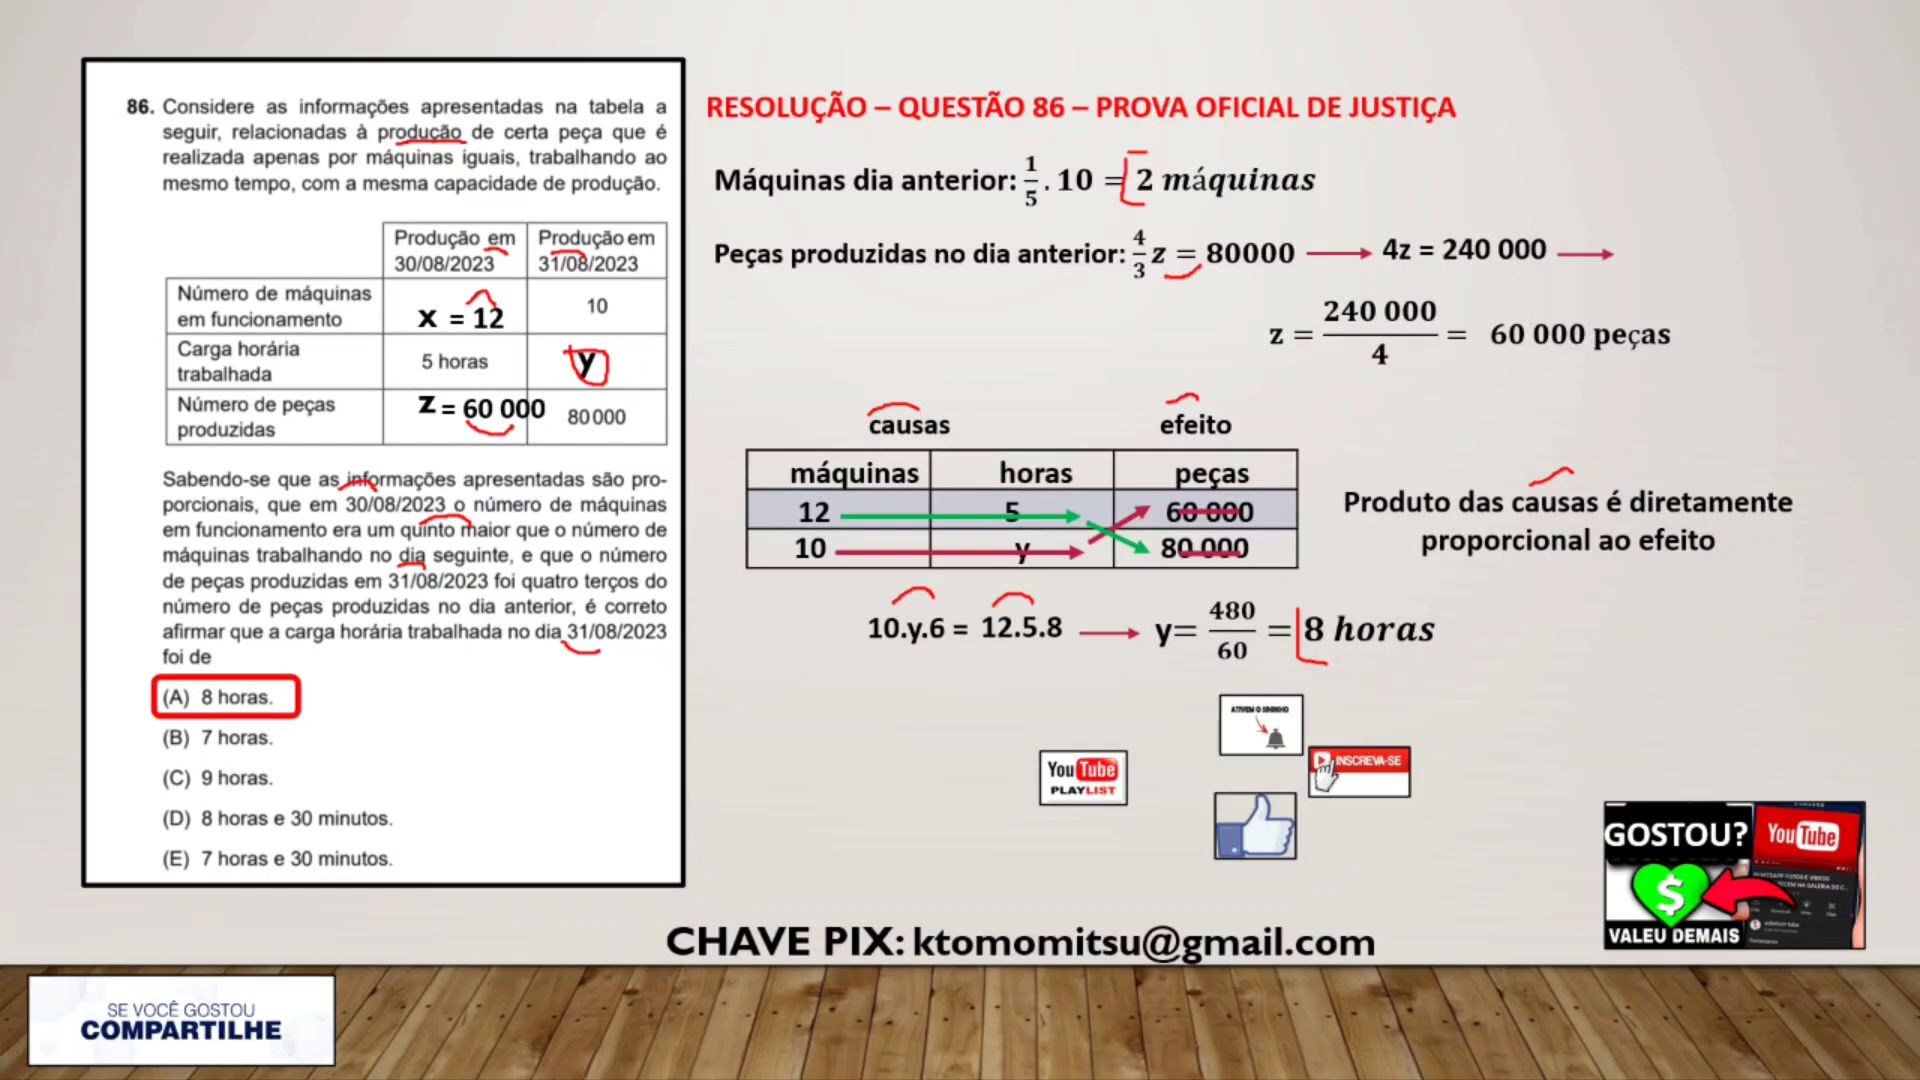 86. Considere as informações apresentadas na tabela a
seguir, relacionadas à produção de certa peça que é
realizada apenas por máquinas iguais, trabalhando ao
mesmo tempo, com a mesma capacidade de produção.
Produção em 30/08/2023
Produção em 31/08/2023
Número de máquinas em funcionamento
x = 12
10
Carga horária trabalhada
5 horas
y
Número de peças produzidas
z = 60 000
80 000
Sabendo-se que as informações apresentadas são pro-
porcionais, que em 30/08/2023 o número de máquinas
em funcionamento era um quinto maior que o número de
máquinas trabalhando no dia seguinte, e que o número
de peças produzidas em 31/08/2023 foi quatro terços do
número de peças produzidas no dia anterior, é correto
afirmar que a carga horária trabalhada no dia 31/08/2023
foi de
(A) 8 horas.
(B) 7 horas.
(C) 9 horas.
(D) 8 horas e 30 minutos.
(E) 7 horas e 30 minutos.
RESOLUÇÃO – QUESTÃO 86 – PROVA OFICIAL DE JUSTIÇA
Máquinas dia anterior: 1/5 . 10 = 2 máquinas
Peças produzidas no dia anterior: 4/3 z = 80000 → 4z = 240 000 →
z = 240 000/4 = 60 000 peças
causas efeito
máquinas horas peças
12 5 60 000
10 y 80 000
Produto das causas é diretamente
proporcional ao efeito
10.y.6 = 12.5.8 → y= 480/60 = 8 horas
ATIVEM O SININHO
YouTube
PLAYLIST
INSCREVA-SE
GOSTOU?
YouTube
$
VALEU DEMAIS
CHAVE PIX: ktomomitsu@gmail.com
SE VOCÊ GOSTOU
COMPARTILHE